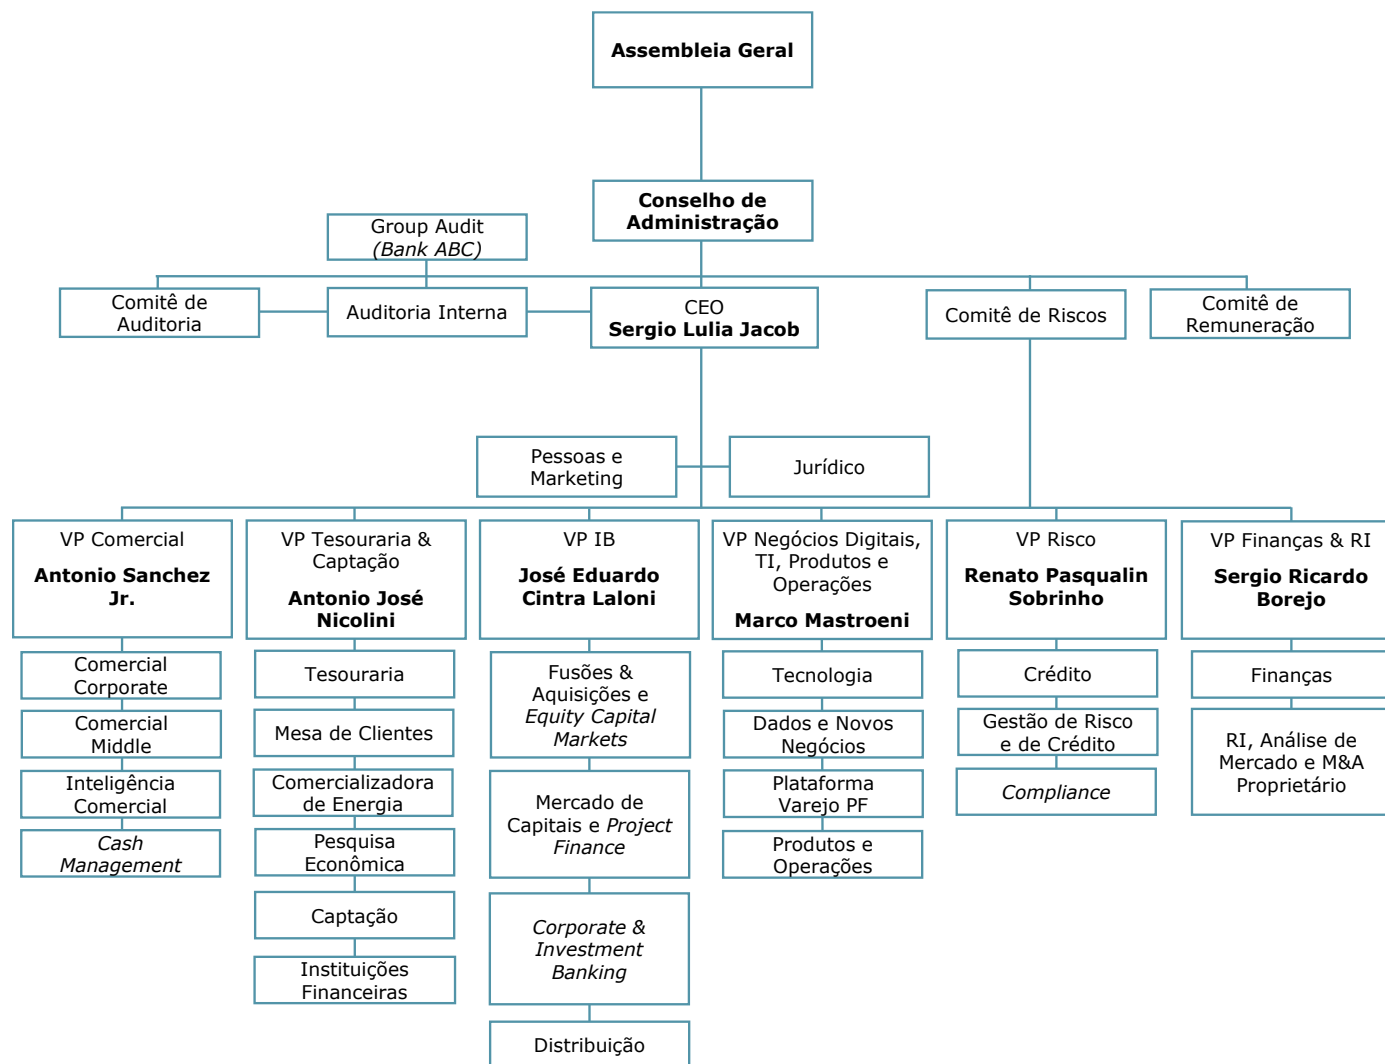 Assembleia Geral
Conselho de
Administração
Group Audit
(Bank ABC)
Comitê de
Auditoria
Auditoria Interna
CEO
Sergio Lulia Jacob
Comitê de Riscos
Comitê de
Remuneração
Pessoas e
Marketing
Jurídico
VP Comercial
Antonio Sanchez
Jr.
Comercial
Corporate
Comercial
Middle
Inteligência
Comercial
Cash
Management
VP Tesouraria &
Captação
Antonio José
Nicolini
Tesouraria
Mesa de Clientes
Comercializadora
de Energia
Pesquisa
Econômica
Captação
Instituições
Financeiras
VP IB
José Eduardo
Cintra Laloni
Fusões &
Aquisições e
Equity Capital
Markets
Mercado de
Capitais e Project
Finance
Corporate &
Investment
Banking
Distribuição
VP Negócios Digitais,
TI, Produtos e
Operações
Marco Mastroeni
Tecnologia
Dados e Novos
Negócios
Plataforma
Varejo PF
Produtos e
Operações
VP Risco
Renato Pasqualin
Sobrinho
Crédito
Gestão de Risco
e de Crédito
Compliance
VP Finanças & RI
Sergio Ricardo
Borejo
Finanças
RI, Análise de
Mercado e M&A
Proprietário